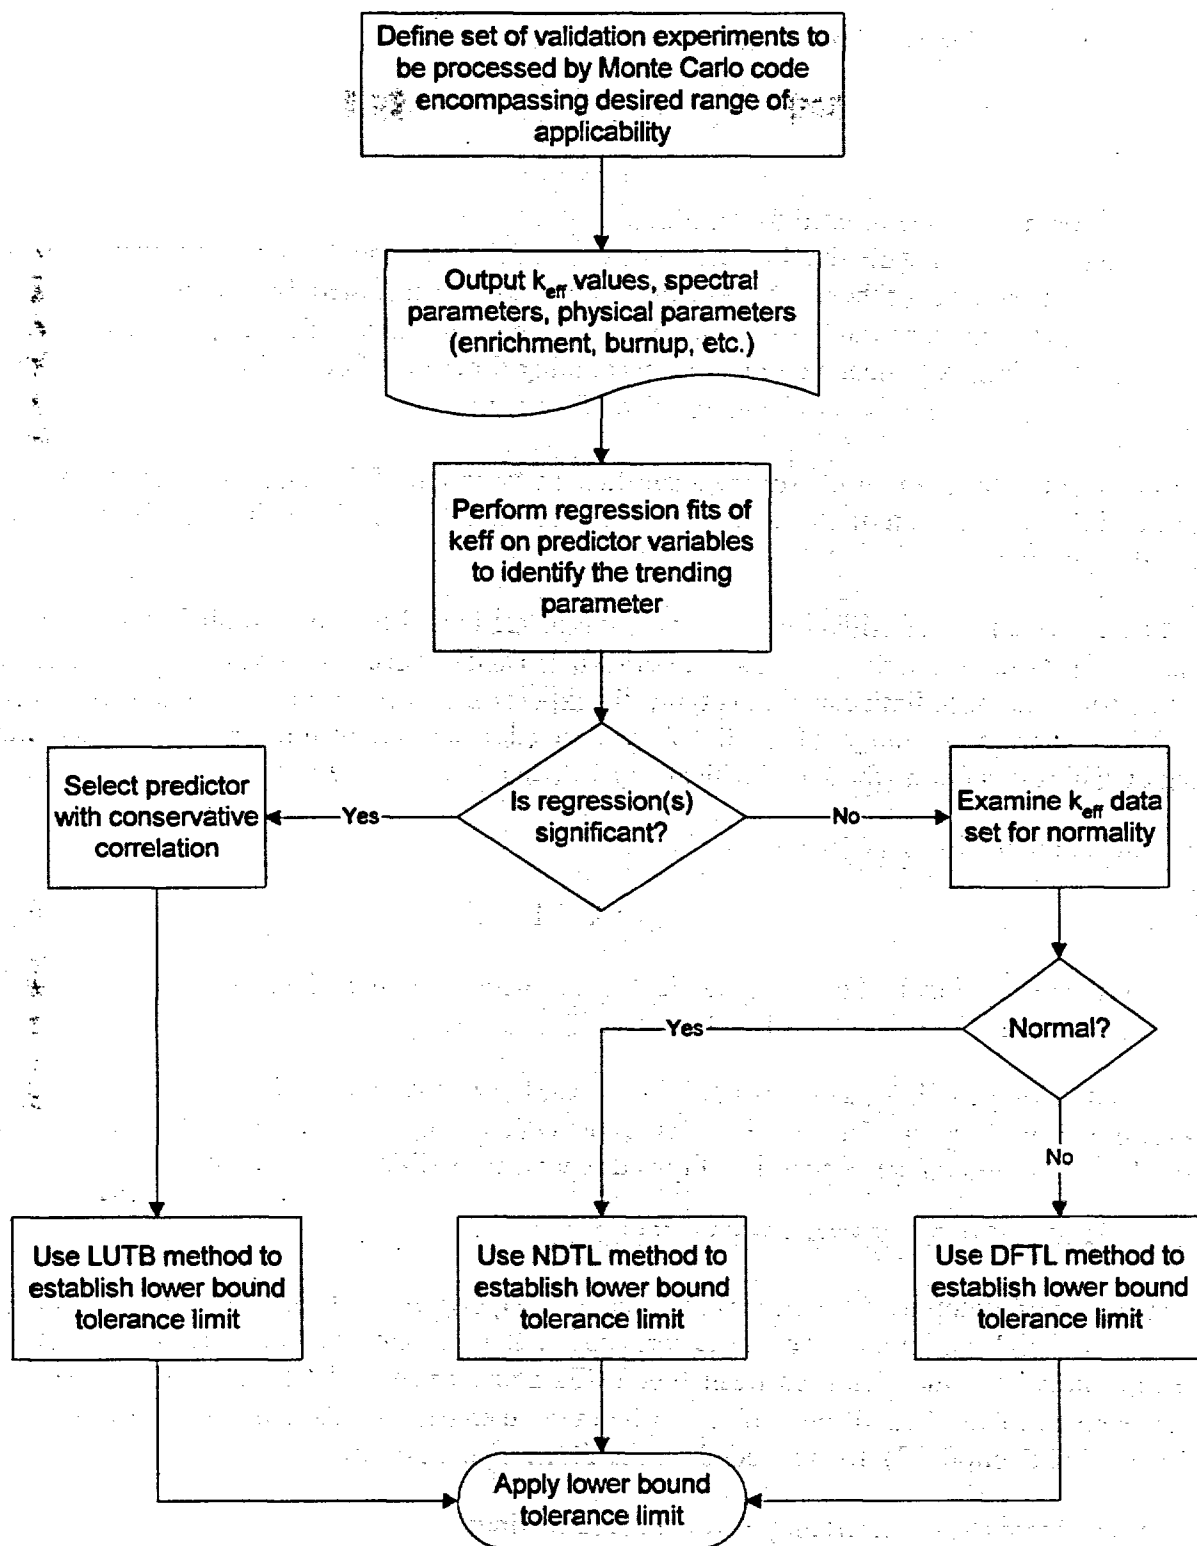 Define set of validation experiments to
be processed by Monte Carlo code
encompassing desired range of
applicability
Output k_eff values, spectral
parameters, physical parameters
(enrichment, burnup, etc.)
Perform regression fits of
keff on predictor variables
to identify the trending
parameter
Is regression(s)
significant?
Yes
No
Select predictor
with conservative
correlation
Examine k_eff data
set for normality
Normal?
Yes
No
Use LUTB method to
establish lower bound
tolerance limit
Use NDTL method to
establish lower bound
tolerance limit
Use DFTL method to
establish lower bound
tolerance limit
Apply lower bound
tolerance limit